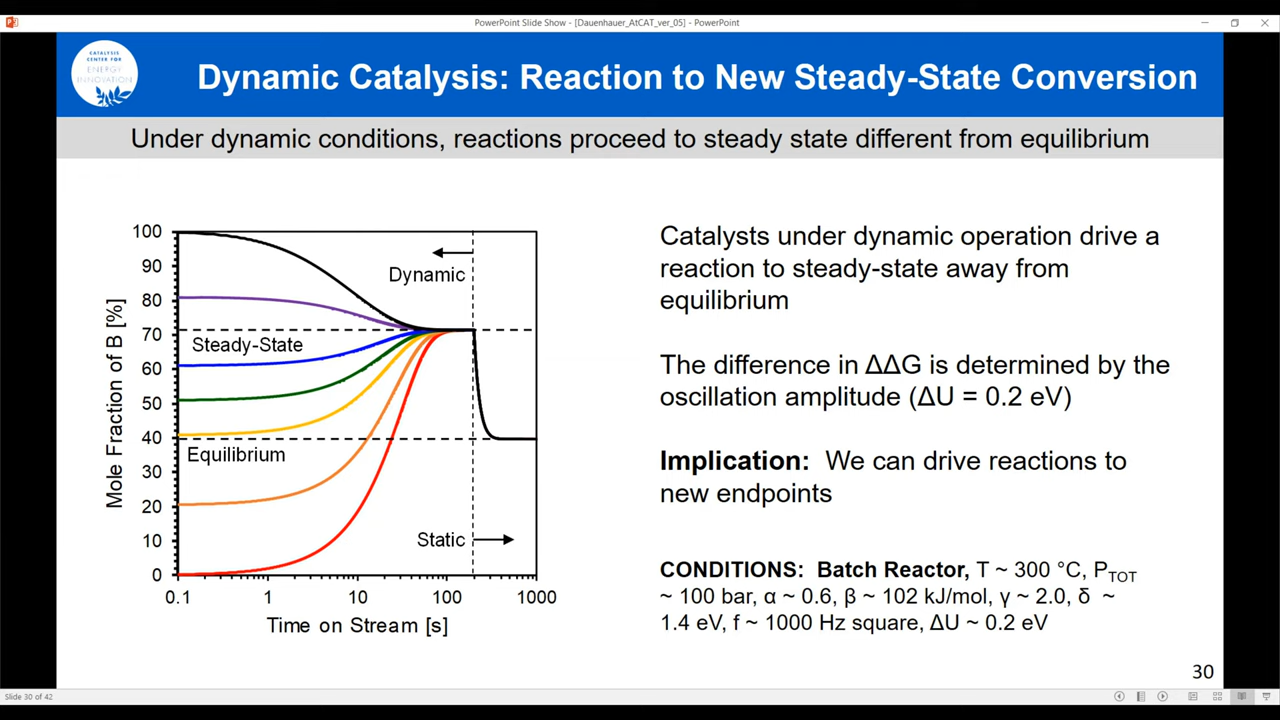 PowerPoint Slide Show - [Dauenhauer_AtCAT_ver_05] - PowerPoint
CATALYSIS
CENTER FOR
ENERGY
INNOVATION
Dynamic Catalysis: Reaction to New Steady-State Conversion
Under dynamic conditions, reactions proceed to steady state different from equilibrium
Mole Fraction of B [%]
100
90
80
70
60
50
40
30
20
10
0
Dynamic
Steady-State
Equilibrium
Static
0.1
1
10
100
1000
Time on Stream [s]
Catalysts under dynamic operation drive a
reaction to steady-state away from
equilibrium
The difference in ΔΔG is determined by the
oscillation amplitude (ΔU = 0.2 eV)
Implication: We can drive reactions to
new endpoints
CONDITIONS: Batch Reactor, T ~ 300 °C, PTOT
~ 100 bar, α ~ 0.6, β ~ 102 kJ/mol, γ ~ 2.0, δ ~
1.4 eV, f ~ 1000 Hz square, ΔU ~ 0.2 eV
30
Slide 30 of 42